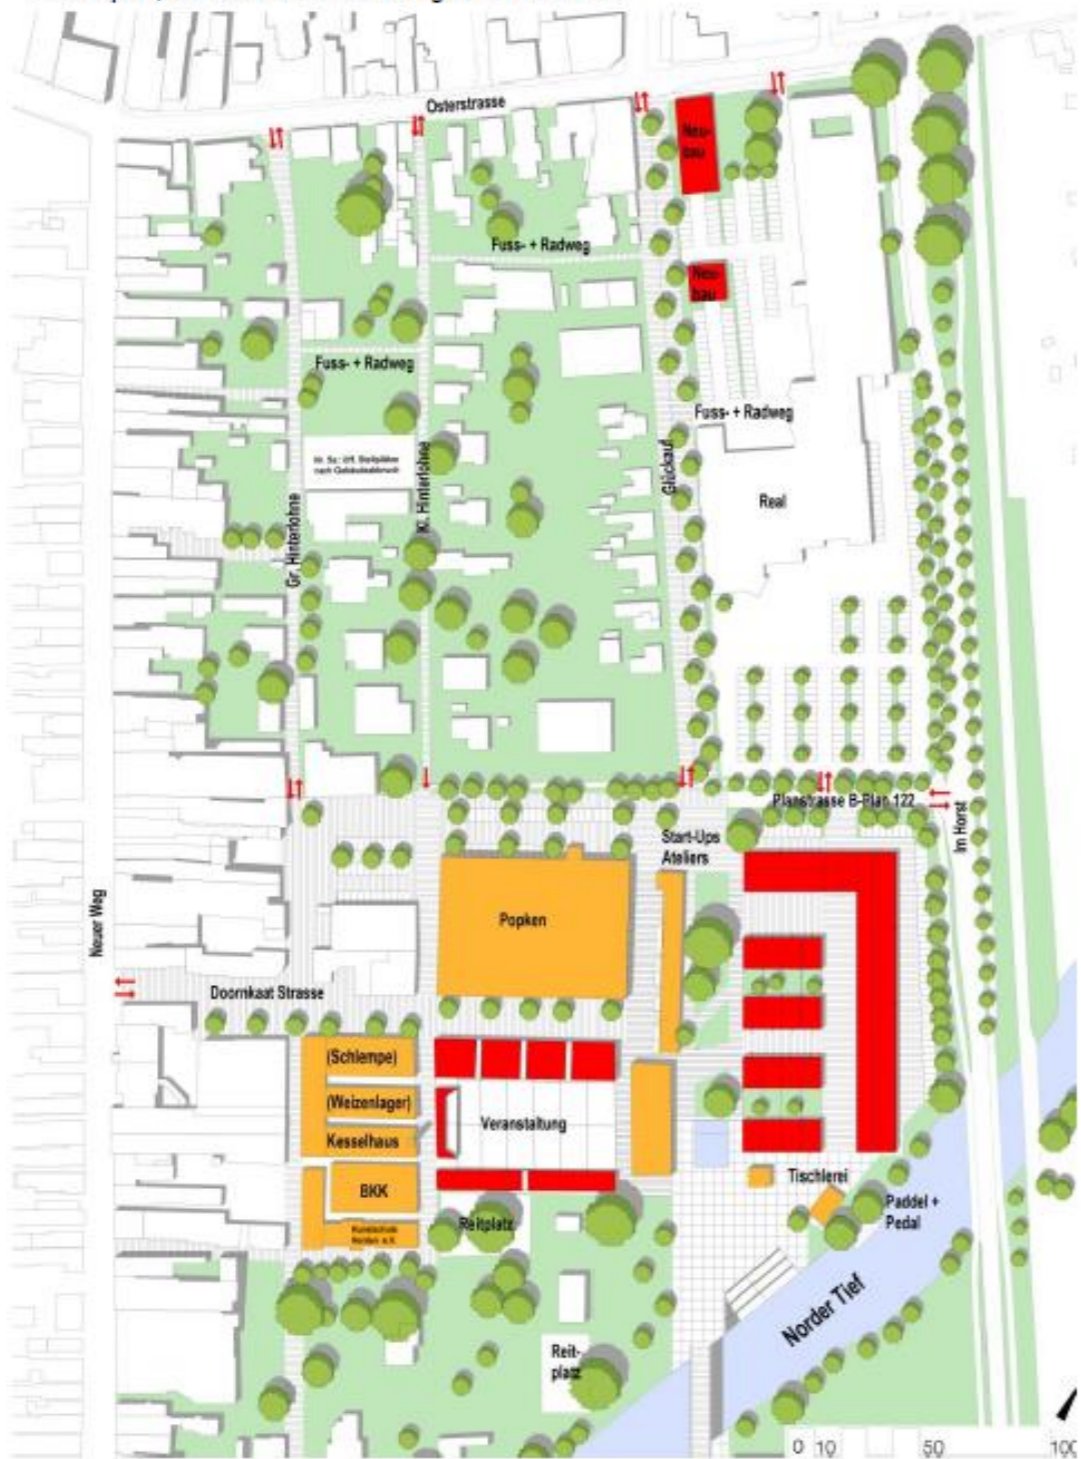 Osterstrasse
Neu-
bau
Fuss- + Radweg
Neu-
bau
Fuss- + Radweg
Fuss- + Radweg
Gr. Hinterlohne
Kl. Hinterlohne
Glückauf
Real
Planstrasse B-Plan 122
Im Horst
Start-Ups
Ateliers
Neuer Weg
Popken
Doornkaat Strasse
(Schlempe)
(Weizenlager)
Kesselhaus
Veranstaltung
BKK
Tischlerei
Paddel +
Pedal
Reitplatz
Norder Tief
Reit-
platz
0 10 50 100